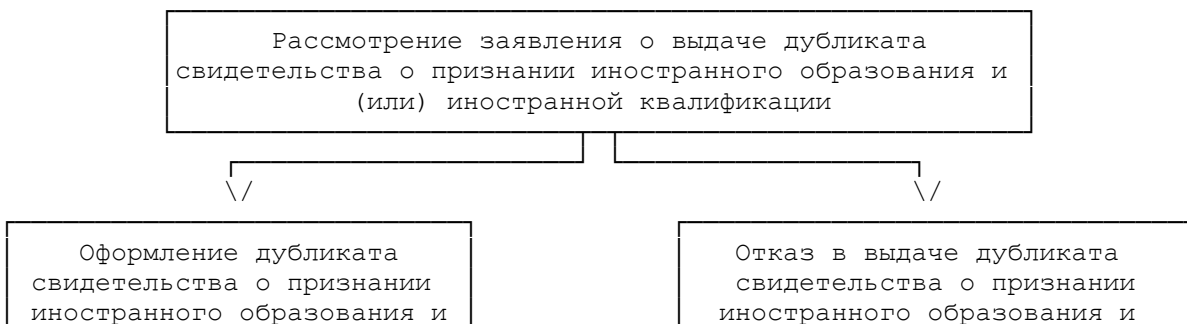 Рассмотрение заявления о выдаче дубликата
свидетельства о признании иностранного образования и
(или) иностранной квалификации
\/
\/
Оформление дубликата
свидетельства о признании
иностранного образования и
Отказ в выдаче дубликата
свидетельства о признании
иностранного образования и